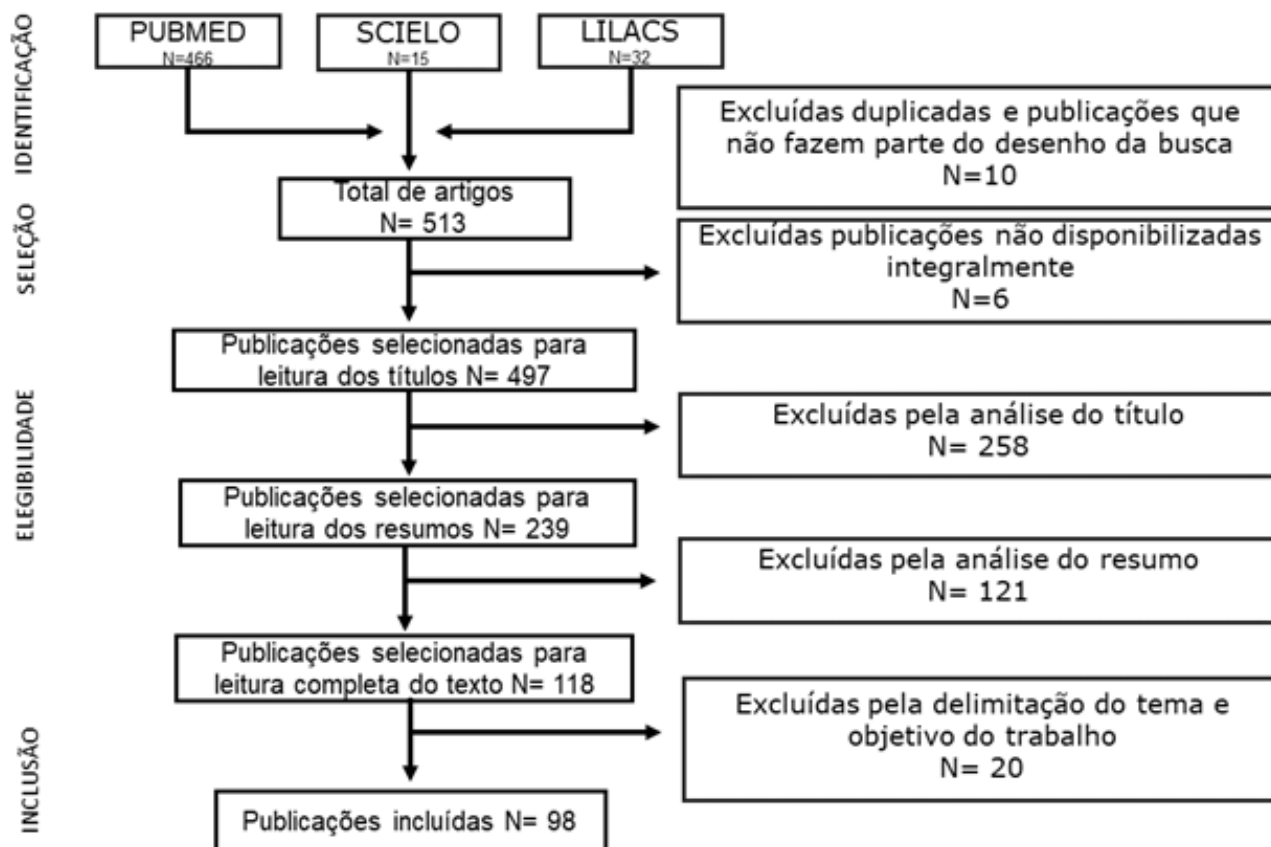 IDENTIFICAÇÃO
PUBMED
N=466
SCIELO
N=15
LILACS
N=32
Excluídas duplicadas e publicações que
não fazem parte do desenho da busca
N=10
Total de artigos
N= 513
SELEÇÃO
Excluídas publicações não disponibilizadas
integralmente
N=6
Publicações selecionadas para
leitura dos títulos N= 497
ELEGIBILIDADE
Excluídas pela análise do título
N= 258
Publicações selecionadas para
leitura dos resumos N= 239
Excluídas pela análise do resumo
N= 121
Publicações selecionadas para
leitura completa do texto N= 118
Excluídas pela delimitação do tema e
objetivo do trabalho
N= 20
INCLUSÃO
Publicações incluídas N= 98